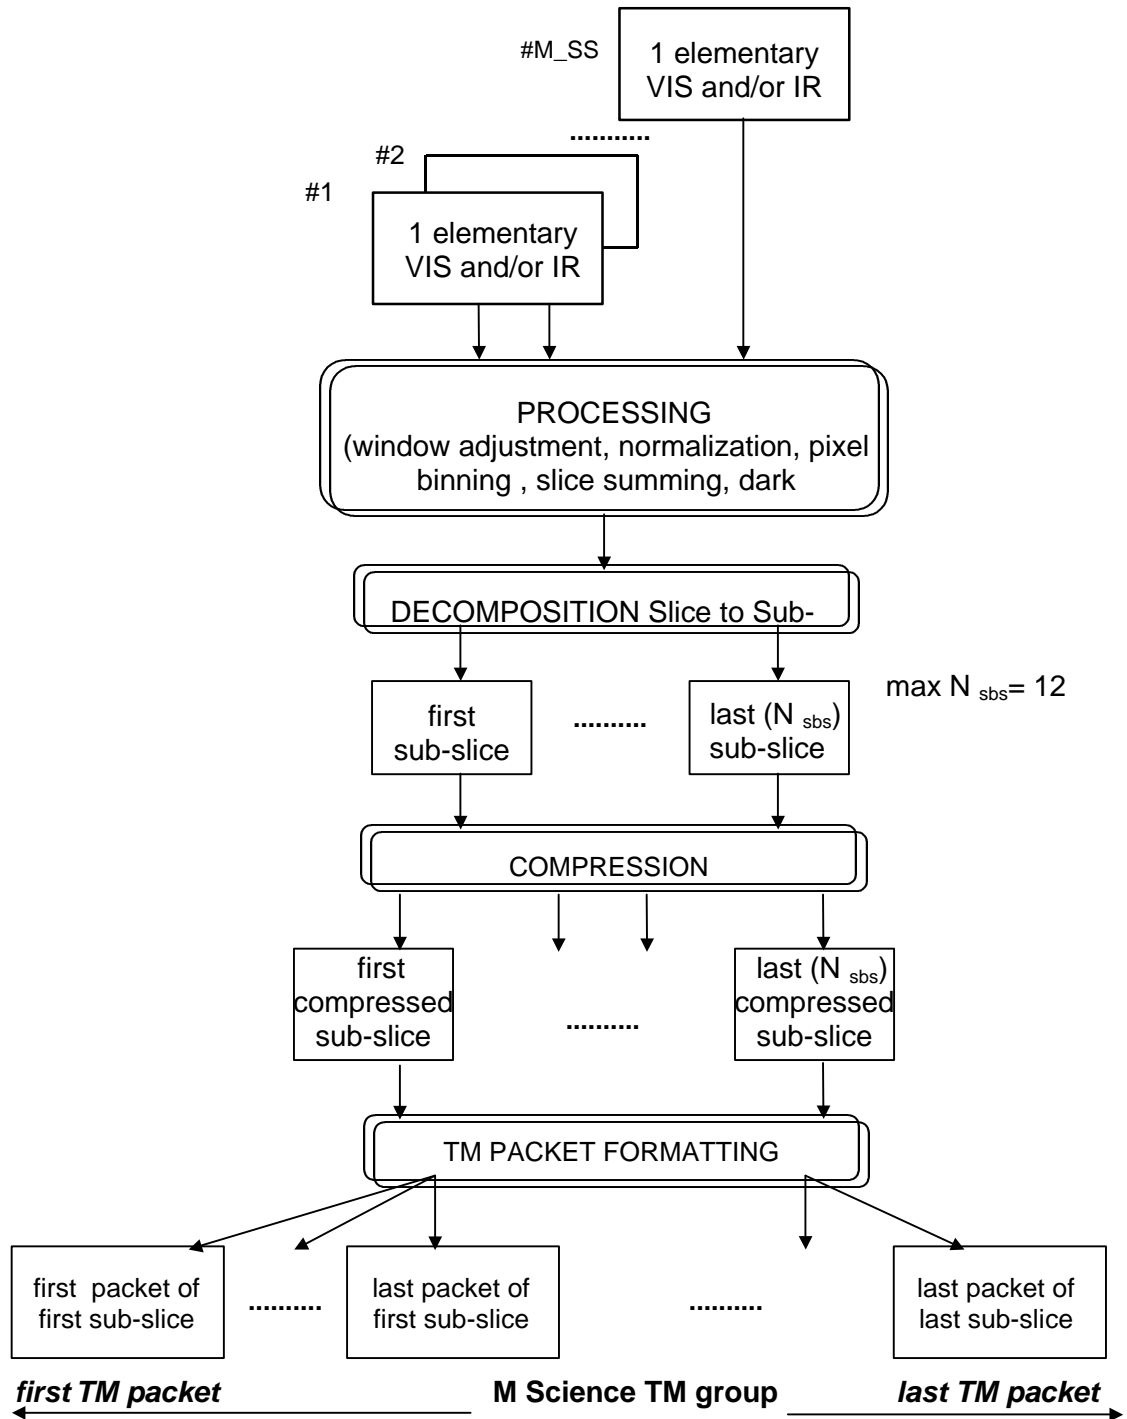 #M_SS
1 elementary
VIS and/or IR
...........
#2
#1
1 elementary
VIS and/or IR
PROCESSING
(window adjustment, normalization, pixel
binning , slice summing, dark
DECOMPOSITION Slice to Sub-
max N sbs= 12
first
sub-slice
..........
last (N sbs)
sub-slice
COMPRESSION
first
compressed
sub-slice
..........
last (N sbs)
compressed
sub-slice
TM PACKET FORMATTING
first packet of
first sub-slice
..........
last packet of
first sub-slice
..........
last packet of
last sub-slice
first TM packet
M Science TM group
last TM packet